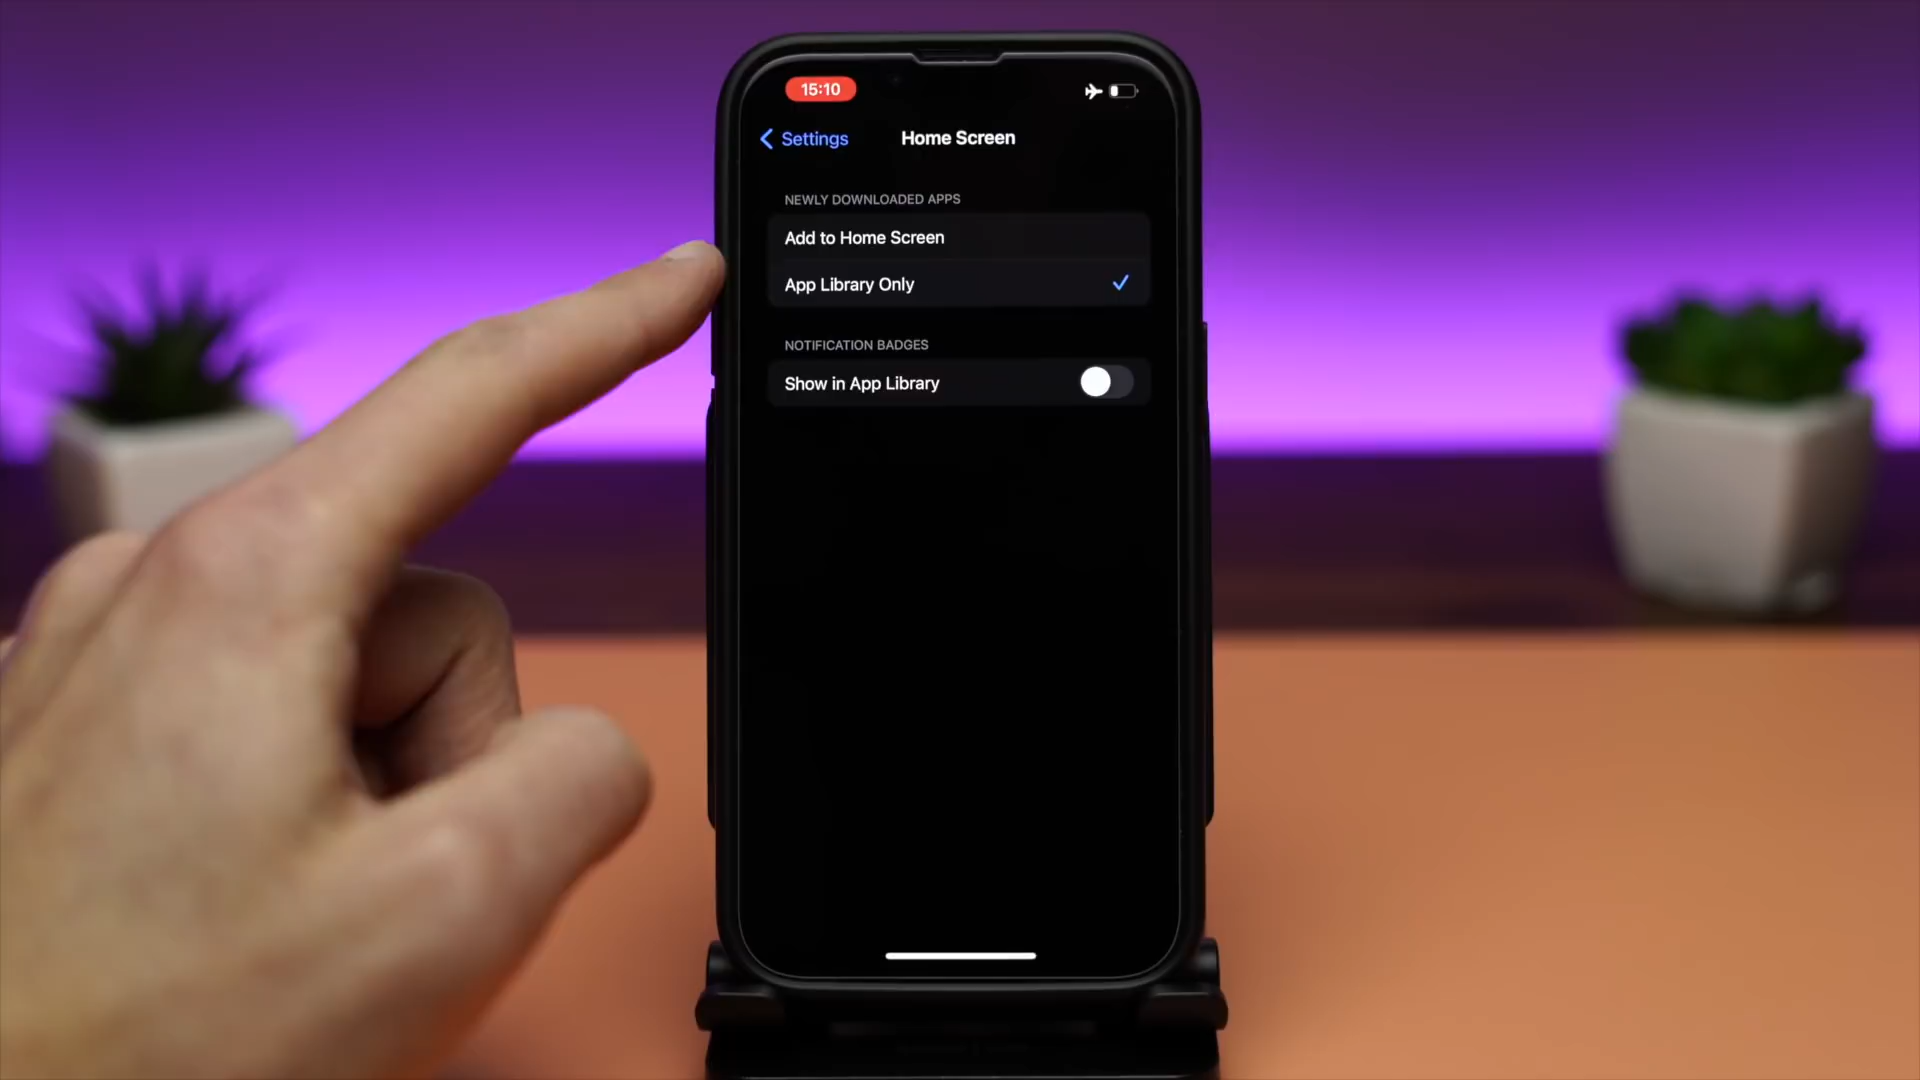 15:10
Settings
Home Screen
NEWLY DOWNLOADED APPS
Add to Home Screen
App Library Only
NOTIFICATION BADGES
Show in App Library